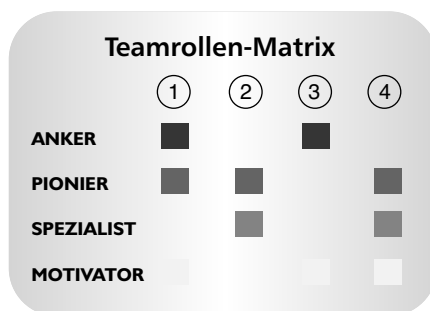 Teamrollen-Matrix
1 2 3 4
ANKER
PIONIER
SPEZIALIST
MOTIVATOR